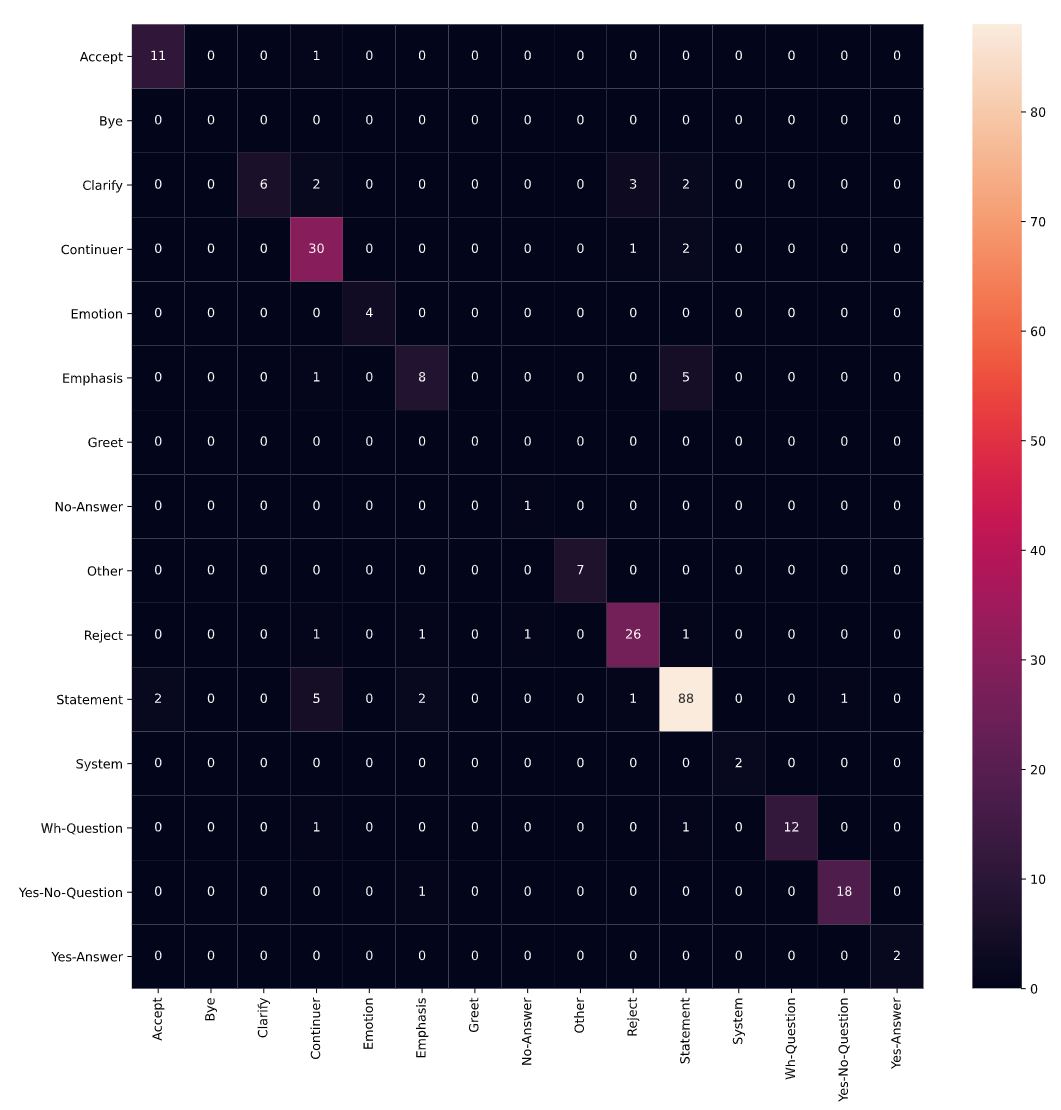 Accept 11 0 0 1 0 0 0 0 0 0 0 0 0 0 0
Bye 0 0 0 0 0 0 0 0 0 0 0 0 0 0 0
Clarify 0 0 6 2 0 0 0 0 0 3 2 0 0 0 0
Continuer 0 0 0 30 0 0 0 0 0 1 2 0 0 0 0
Emotion 0 0 0 0 4 0 0 0 0 0 0 0 0 0 0
Emphasis 0 0 0 1 0 8 0 0 0 0 5 0 0 0 0
Greet 0 0 0 0 0 0 0 0 0 0 0 0 0 0 0
No-Answer 0 0 0 0 0 0 0 1 0 0 0 0 0 0 0
Other 0 0 0 0 0 0 0 0 7 0 0 0 0 0 0
Reject 0 0 0 1 0 1 0 1 0 26 1 0 0 0 0
Statement 2 0 0 5 0 2 0 0 0 1 88 0 0 1 0
System 0 0 0 0 0 0 0 0 0 0 0 2 0 0 0
Wh-Question 0 0 0 1 0 0 0 0 0 0 1 0 12 0 0
Yes-No-Question 0 0 0 0 0 1 0 0 0 0 0 0 0 18 0
Yes-Answer 0 0 0 0 0 0 0 0 0 0 0 0 0 0 2
Accept
Bye
Clarify
Continuer
Emotion
Emphasis
Greet
No-Answer
Other
Reject
Statement
System
Wh-Question
Yes-No-Question
Yes-Answer
80
70
60
50
40
30
20
10
0